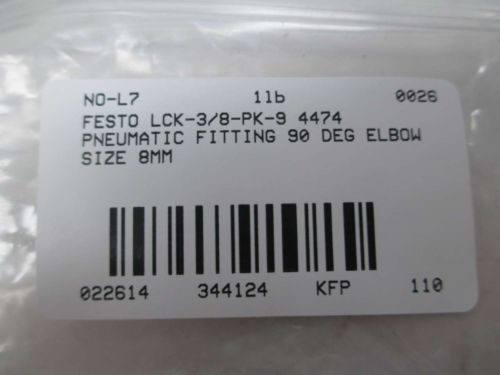 NO-L7 1lb 0026
FESTO LCK-3/8-PK-9 4474
PNEUMATIC FITTING 90 DEG ELBOW
SIZE 8MM
022614 344124 KFP 110